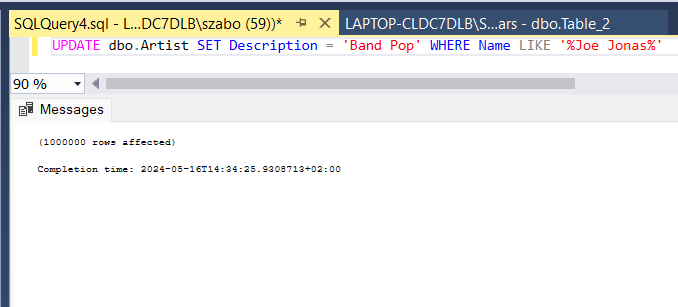 SQLQuery4.sql - L...DC7DLB\szabo (59))*
LAPTOP-CLDC7DLB\S...ars - dbo.Table_2
UPDATE dbo.Artist SET Description = 'Band Pop' WHERE Name LIKE '%Joe Jonas%'
90 %
Messages
(1000000 rows affected)
Completion time: 2024-05-16T14:34:25.9308713+02:00